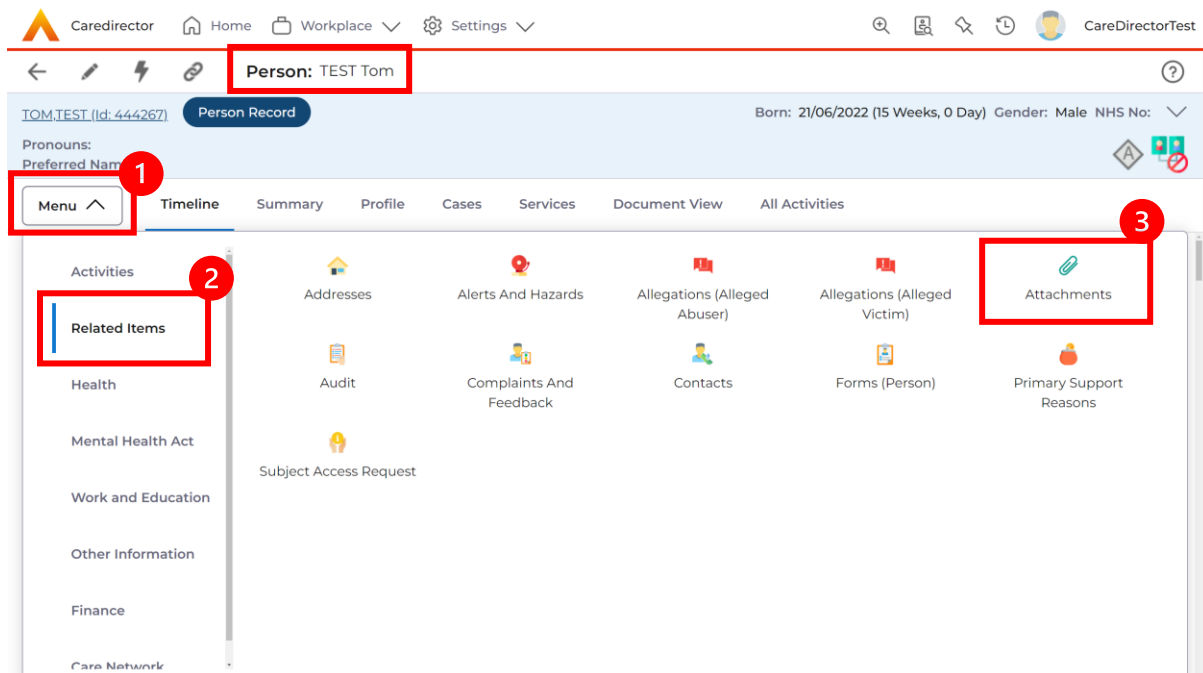 Caredirector Home Workplace Settings CareDirectorTest
Person: TEST Tom
TOM,TEST (Id: 444267) Person Record Born: 21/06/2022 (15 Weeks, 0 Day) Gender: Male NHS No:
Pronouns:
Preferred Nam
A
1
Menu Timeline Summary Profile Cases Services Document View All Activities
3
Activities
2
Related Items
Health
Mental Health Act
Work and Education
Other Information
Finance
Care Network
Addresses
Alerts And Hazards
Allegations (Alleged
Abuser)
Allegations (Alleged
Victim)
Attachments
Audit
Complaints And
Feedback
Contacts
Forms (Person)
Primary Support
Reasons
Subject Access Request